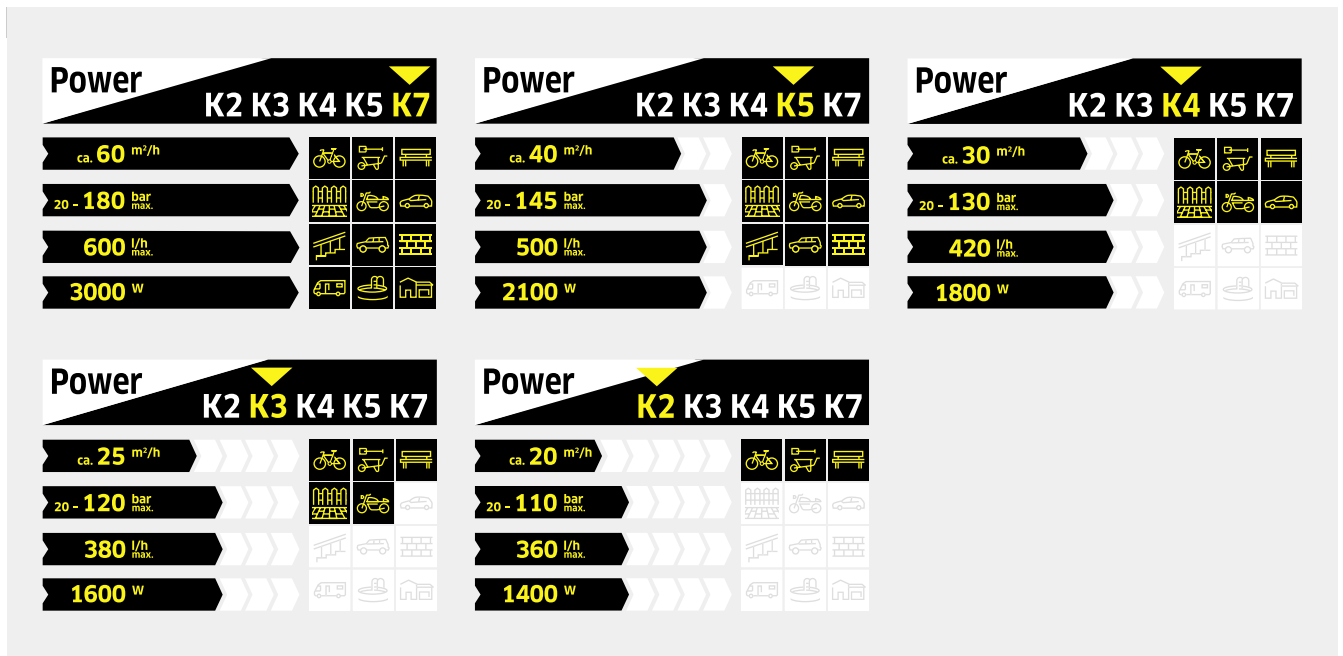 Power
K2 K3 K4 K5 K7
ca. 60 m²/h
20 - 180 bar max.
600 l/h max.
3000 W
Power
K2 K3 K4 K5 K7
ca. 40 m²/h
20 - 145 bar max.
500 l/h max.
2100 W
Power
K2 K3 K4 K5 K7
ca. 30 m²/h
20 - 130 bar max.
420 l/h max.
1800 W
Power
K2 K3 K4 K5 K7
ca. 25 m²/h
20 - 120 bar max.
380 l/h max.
1600 W
Power
K2 K3 K4 K5 K7
ca. 20 m²/h
20 - 110 bar max.
360 l/h max.
1400 W